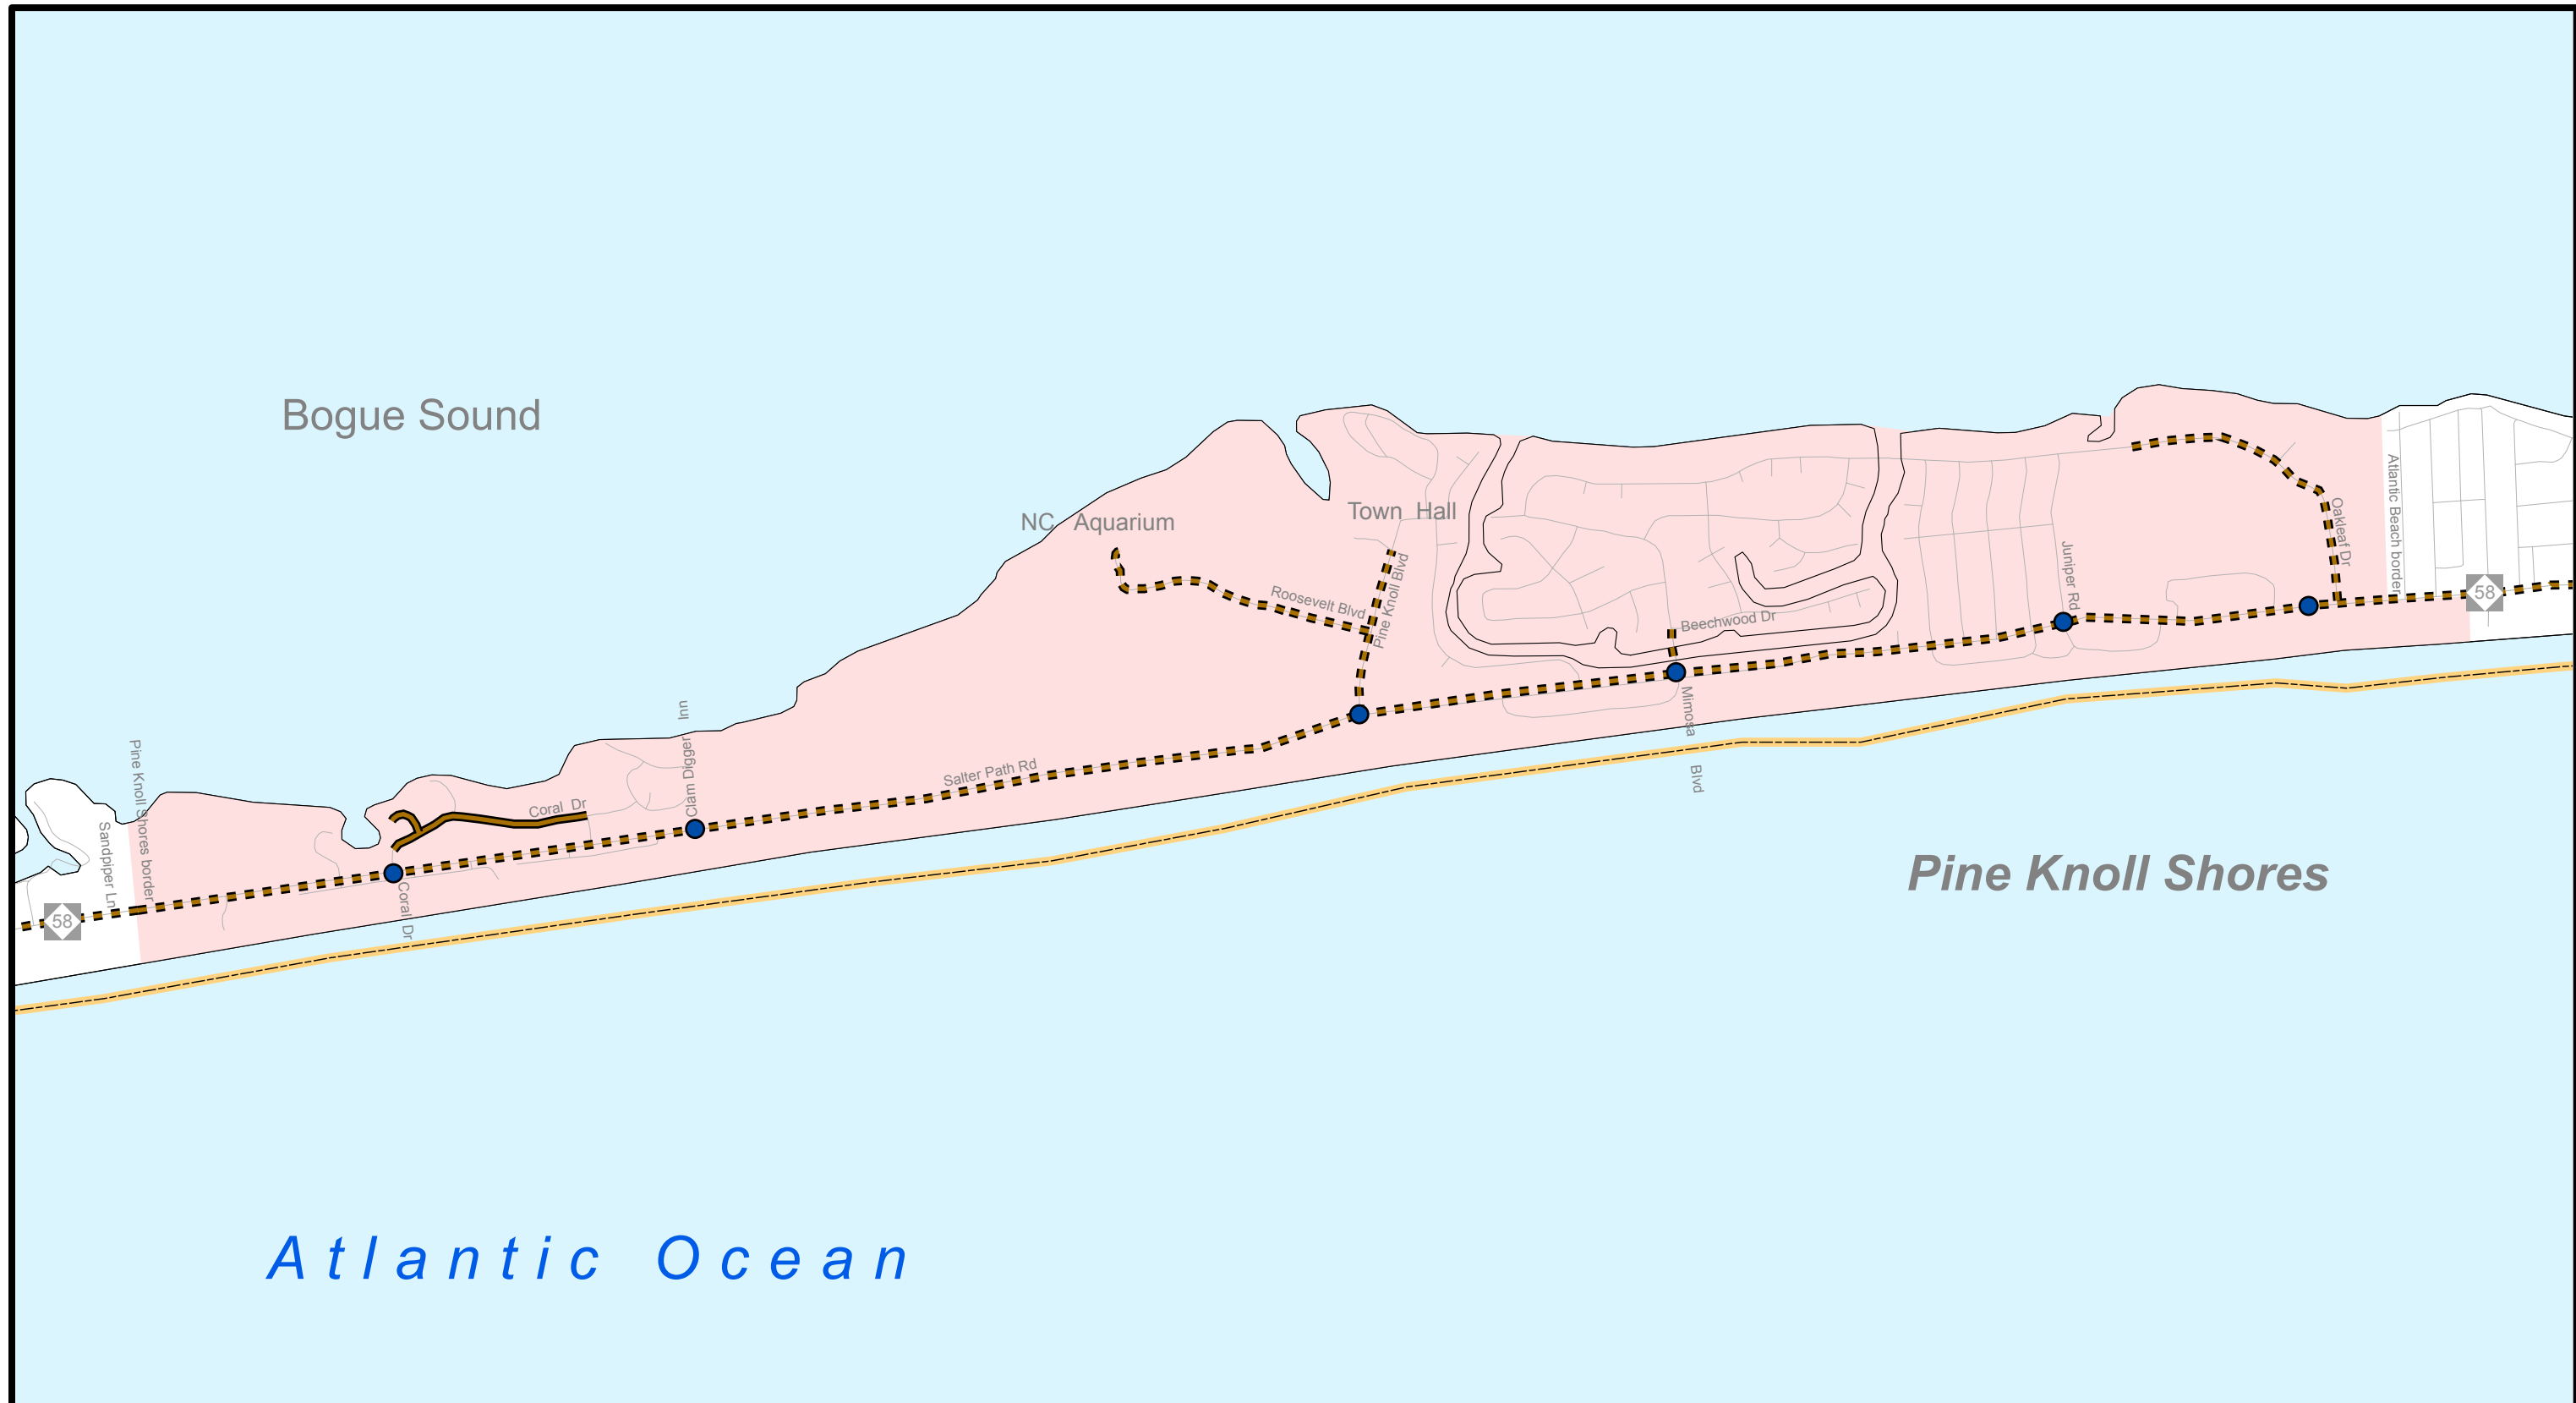 Bogue Sound
NC Aquarium
Town Hall
Roosevelt Blvd
Pine Knoll Blvd
Beechwood Dr
Juniper Rd
Oakleaf Dr
Atlantic Beach border
58
Mimosa Blvd
Clam Digger Inn
Salter Path Rd
Coral Dr
Pine Knoll Shores border
Sandpiper Ln
58
Coral Dr
Pine Knoll Shores
Atlantic Ocean